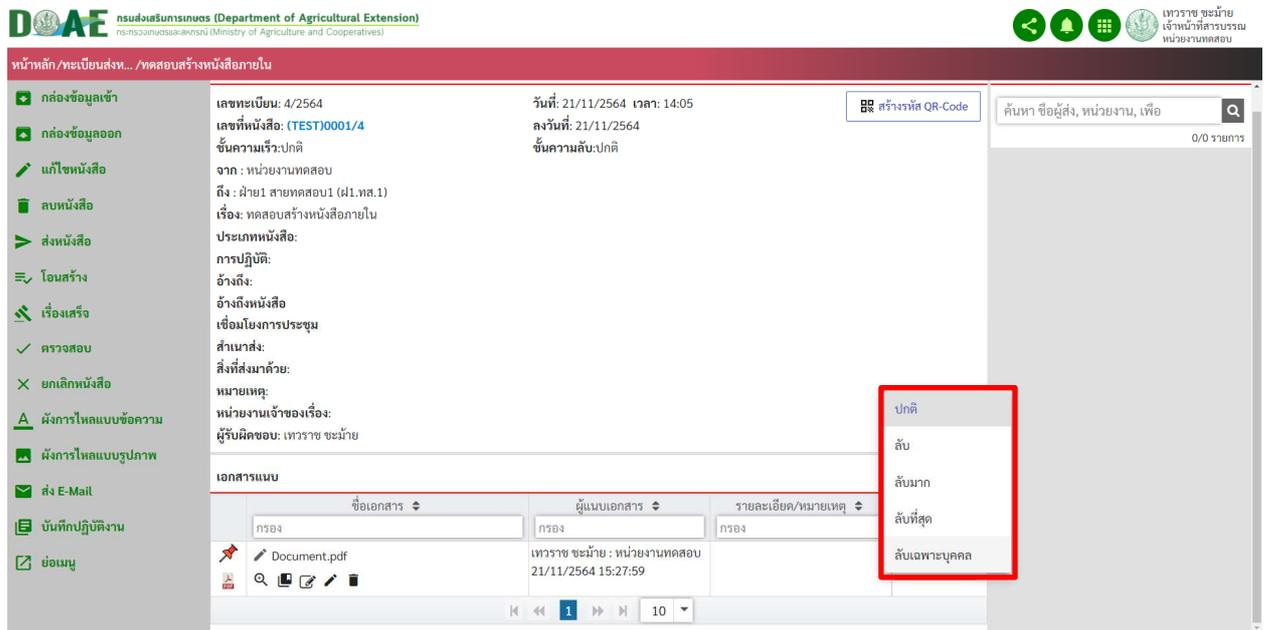 DOAE
กรมส่งเสริมการเกษตร (Department of Agricultural Extension)
กระทรวงเกษตรและสหกรณ์ (Ministry of Agriculture and Cooperatives)
เทวราช ชะม้าย
เจ้าหน้าที่สารบรรณ
หน่วยงานทดสอบ
หน้าหลัก/ทะเบียนส่งห... /ทดสอบสร้างหนังสือภายใน
กล่องข้อมูลเข้า
กล่องข้อมูลออก
แก้ไขหนังสือ
ลบหนังสือ
ส่งหนังสือ
โอนสร้าง
เรื่องเสร็จ
ตรวจสอบ
ยกเลิกหนังสือ
ผังการไหลแบบข้อความ
ผังการไหลแบบรูปภาพ
ส่ง E-Mail
บันทึกปฏิบัติงาน
ย่อเมนู
เลขทะเบียน: 4/2564
วันที่: 21/11/2564 เวลา: 14:05
สร้างรหัส QR-Code
เลขที่หนังสือ: (TEST)0001/4
ลงวันที่: 21/11/2564
ชั้นความเร็ว:ปกติ
ชั้นความลับ:ปกติ
จาก : หน่วยงานทดสอบ
ถึง : ฝ่าย1 สายทดสอบ1 (ฝ1.ทส.1)
เรื่อง: ทดสอบสร้างหนังสือภายใน
ประเภทหนังสือ:
การปฏิบัติ:
อ้างถึง:
อ้างถึงหนังสือ
เชื่อมโยงการประชุม
สำเนาส่ง:
สิ่งที่ส่งมาด้วย:
หมายเหตุ:
หน่วยงานเจ้าของเรื่อง:
ผู้รับผิดชอบ: เทวราช ชะม้าย
ค้นหา ชื่อผู้ส่ง, หน่วยงาน, เพื่อ
0/0 รายการ
ปกติ
ลับ
ลับมาก
ลับที่สุด
ลับเฉพาะบุคคล
เอกสารแนบ
ชื่อเอกสาร
ผู้แนบเอกสาร
รายละเอียด/หมายเหตุ
กรอง
กรอง
กรอง
Document.pdf
เทวราช ชะม้าย : หน่วยงานทดสอบ
21/11/2564 15:27:59
PDF
1
10